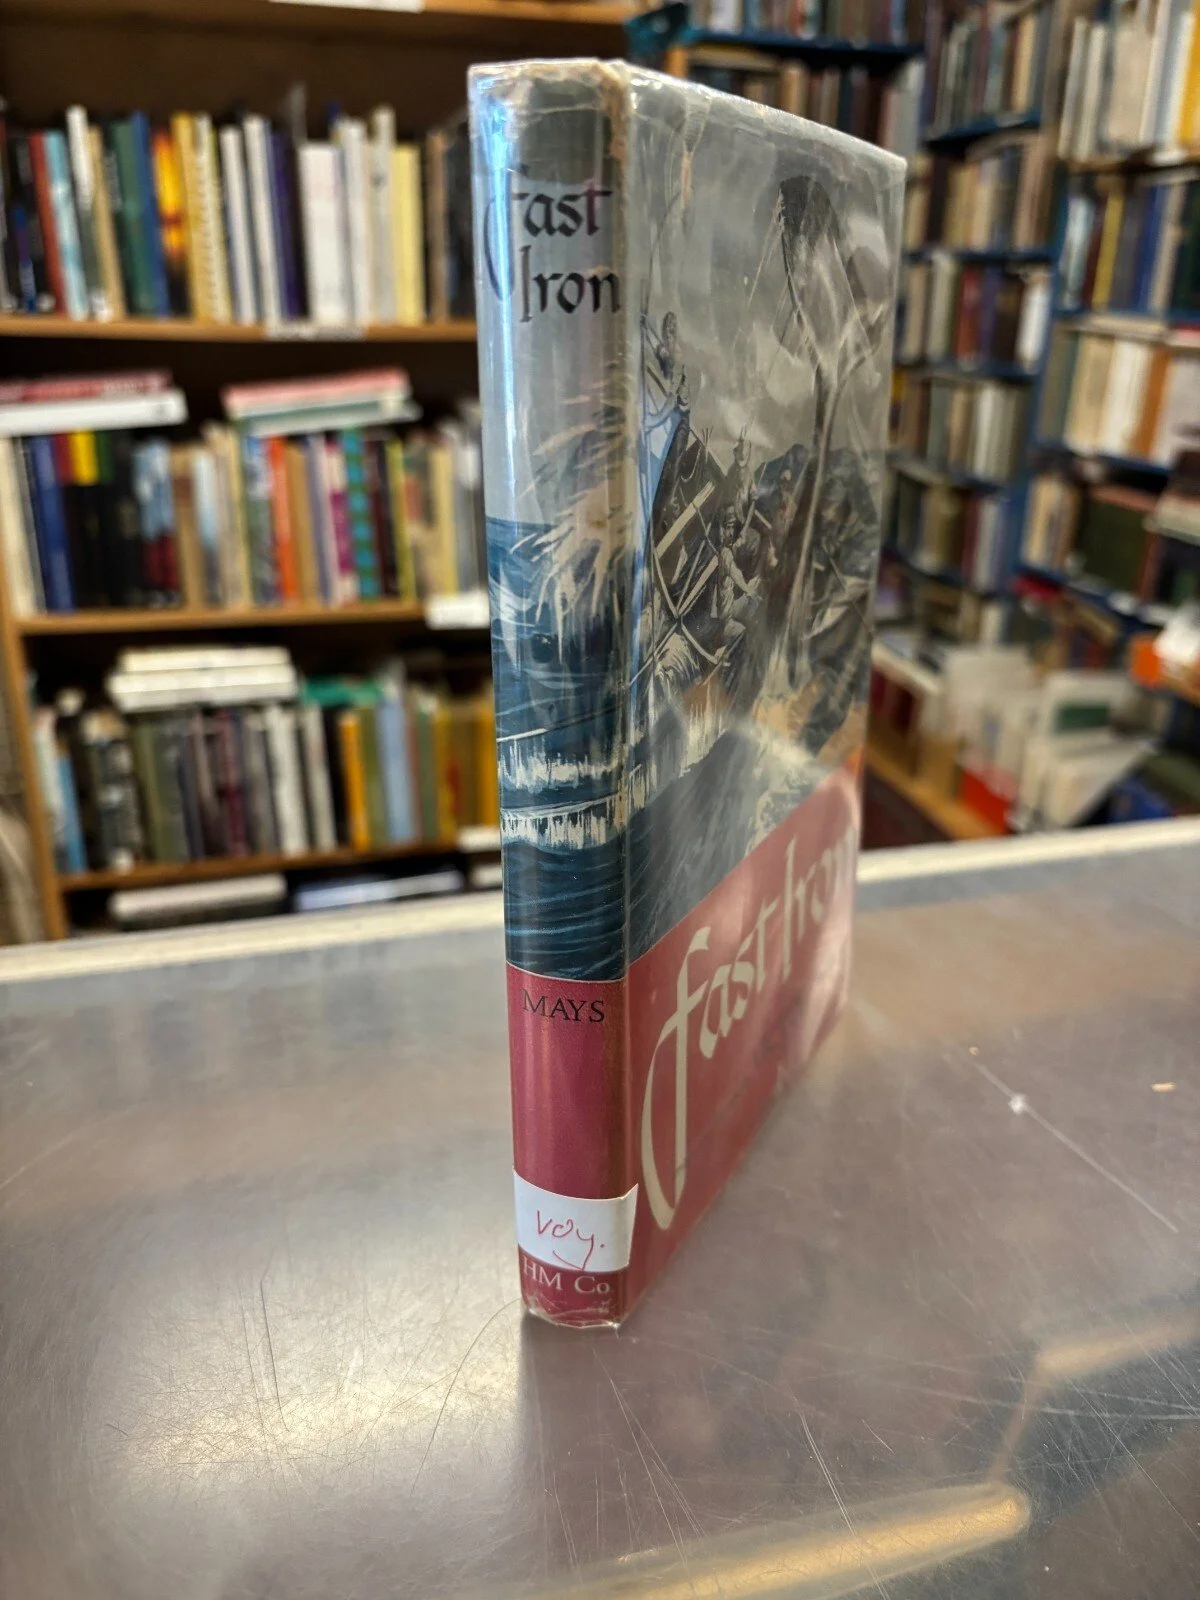 Fast
Iron
MAYS
voy.
HM Co.
Fast Iron